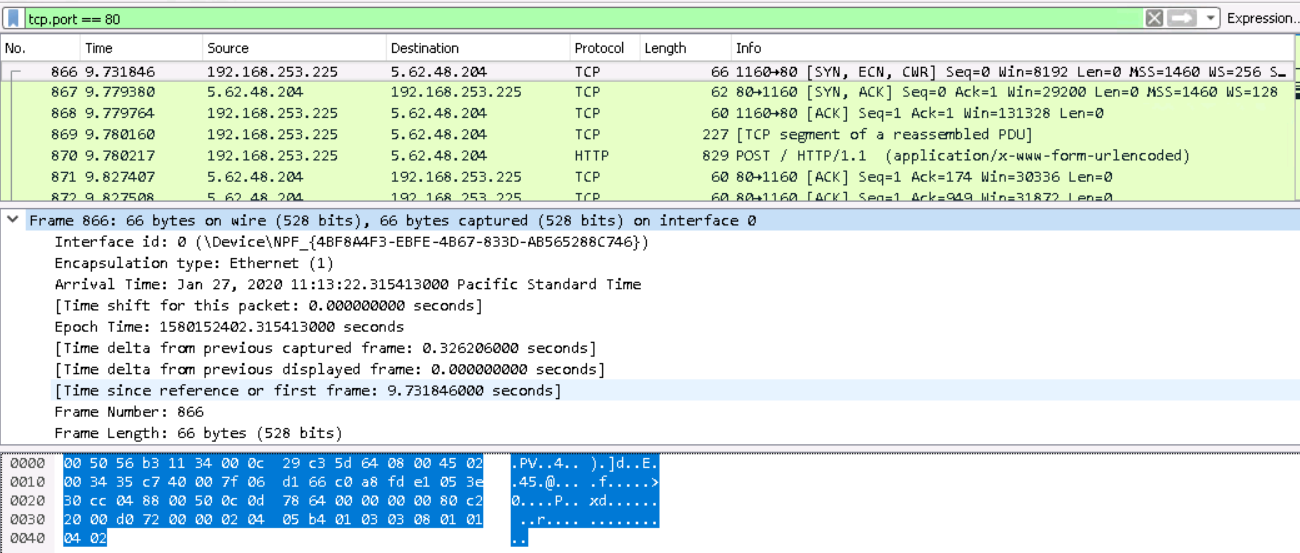 tcp.port == 80 Expression..
No. Time Source Destination Protocol Length Info
866 9.731846 192.168.253.225 5.62.48.204 TCP 66 1160→80 [SYN, ECN, CWR] Seq=0 Win=8192 Len=0 MSS=1460 WS=256 S…
867 9.779380 5.62.48.204 192.168.253.225 TCP 62 80→1160 [SYN, ACK] Seq=0 Ack=1 Win=29200 Len=0 MSS=1460 WS=128
868 9.779764 192.168.253.225 5.62.48.204 TCP 60 1160→80 [ACK] Seq=1 Ack=1 Win=131328 Len=0
869 9.780160 192.168.253.225 5.62.48.204 TCP 227 [TCP segment of a reassembled PDU]
870 9.780217 192.168.253.225 5.62.48.204 HTTP 829 POST / HTTP/1.1 (application/x-www-form-urlencoded)
871 9.827407 5.62.48.204 192.168.253.225 TCP 60 80→1160 [ACK] Seq=1 Ack=174 Win=30336 Len=0
872 9.827508 5.62.48.204 192.168.253.225 TCP 60 80→1160 [ACK] Seq=1 Ack=949 Win=31872 Len=0
Frame 866: 66 bytes on wire (528 bits), 66 bytes captured (528 bits) on interface 0
Interface id: 0 (\Device\NPF_{4BF8A4F3-EBFE-4B67-833D-AB565288C746})
Encapsulation type: Ethernet (1)
Arrival Time: Jan 27, 2020 11:13:22.315413000 Pacific Standard Time
[Time shift for this packet: 0.000000000 seconds]
Epoch Time: 1580152402.315413000 seconds
[Time delta from previous captured frame: 0.326206000 seconds]
[Time delta from previous displayed frame: 0.000000000 seconds]
[Time since reference or first frame: 9.731846000 seconds]
Frame Number: 866
Frame Length: 66 bytes (528 bits)
0000 00 50 56 b3 11 34 00 0c 29 c3 5d 64 08 00 45 02 .PV..4.. ).]d..E.
0010 00 34 35 c7 40 00 7f 06 d1 66 c0 a8 fd e1 05 3e .45.@... .f.....>
0020 30 cc 04 88 00 50 0c 0d 78 64 00 00 00 00 80 c2 0....P.. xd......
0030 20 00 d0 72 00 00 02 04 05 b4 01 03 03 08 01 01 ..r.... ........
0040 04 02 ..